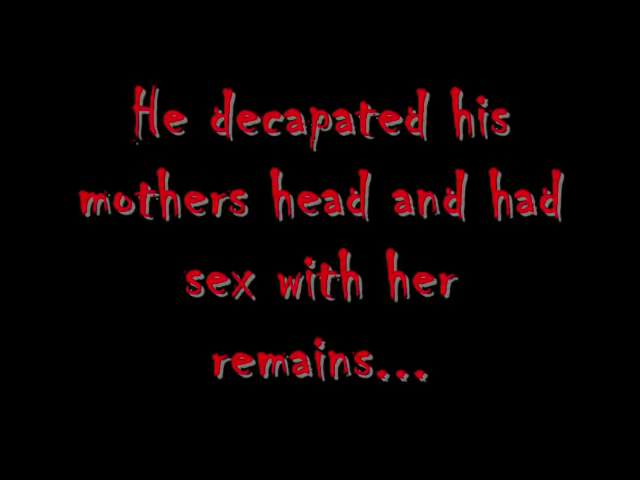 He decapated his
mothers head and had
sex with her
remains...